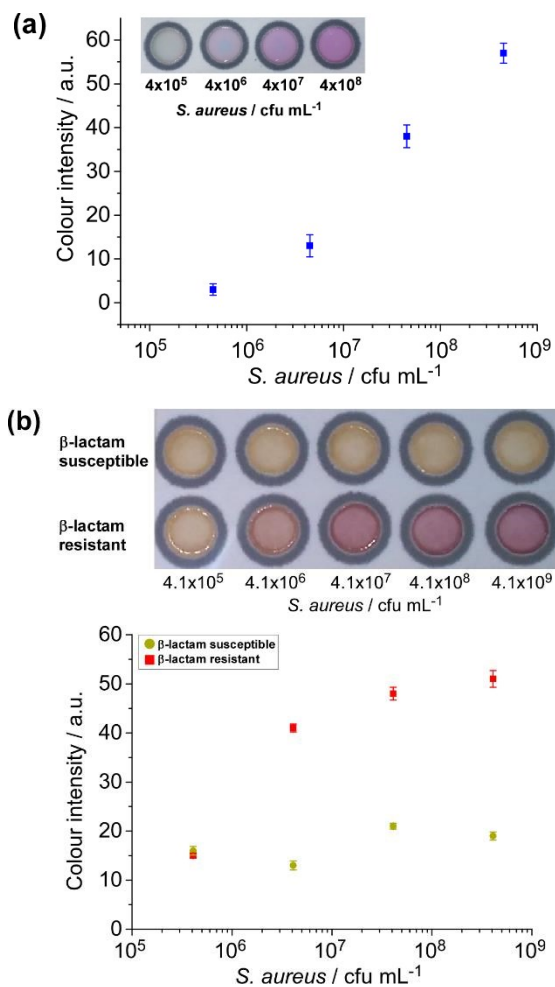 (a)
4x10⁵ 4x10⁶ 4x10⁷ 4x10⁸
S. aureus / cfu mL⁻¹
Colour intensity / a.u.
60
50
40
30
20
10
0
10⁵ 10⁶ 10⁷ 10⁸ 10⁹
S. aureus / cfu mL⁻¹
(b)
β-lactam
susceptible
β-lactam
resistant
4.1x10⁵ 4.1x10⁶ 4.1x10⁷ 4.1x10⁸ 4.1x10⁹
S. aureus / cfu mL⁻¹
β-lactam susceptible
β-lactam resistant
Colour intensity / a.u.
60
50
40
30
20
10
0
10⁵ 10⁶ 10⁷ 10⁸ 10⁹
S. aureus / cfu mL⁻¹